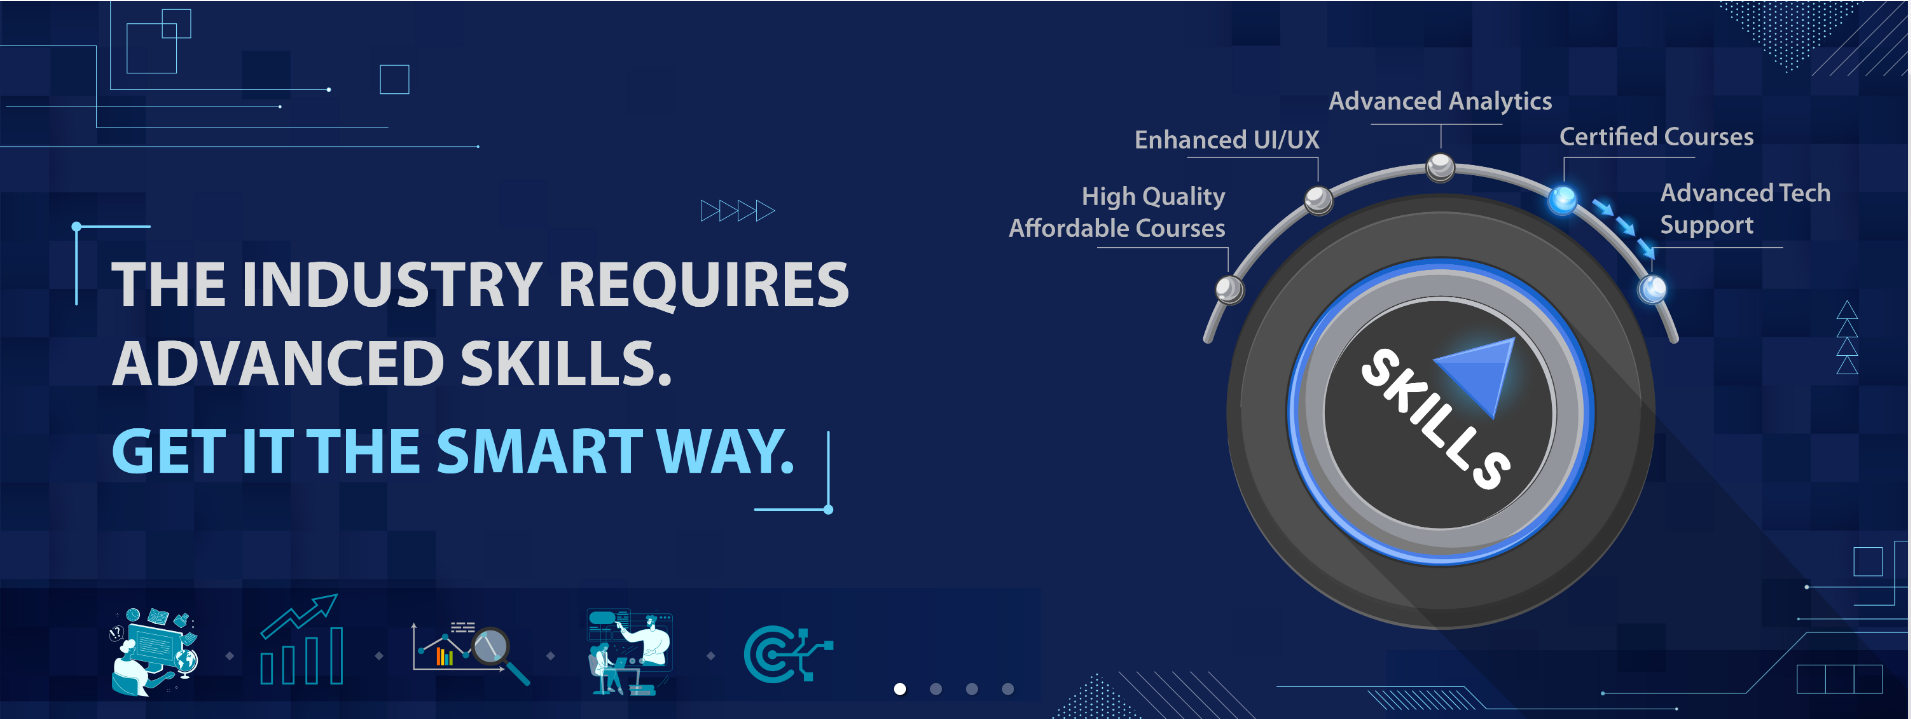 THE INDUSTRY REQUIRES
ADVANCED SKILLS.
GET IT THE SMART WAY.
High Quality
Affordable Courses
Enhanced UI/UX
Advanced Analytics
Certified Courses
Advanced Tech
Support
SKILLS